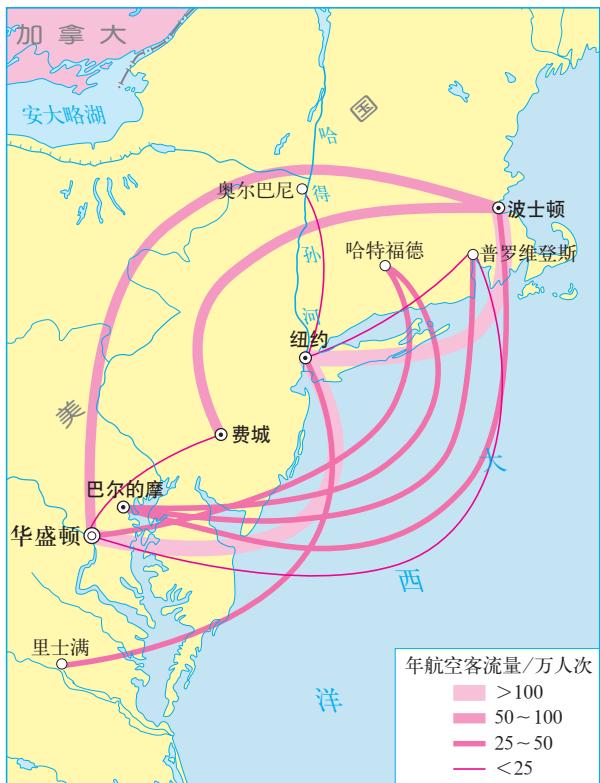 加拿大
安大略湖
国
哈
得
孙
河
奥尔巴尼
波士顿
哈特福德
普罗维登斯
纽约
美
费城
大
巴尔的摩
华盛顿
西
里士满
洋
年航空客流量/万人次
>100
50~100
25~50
<25